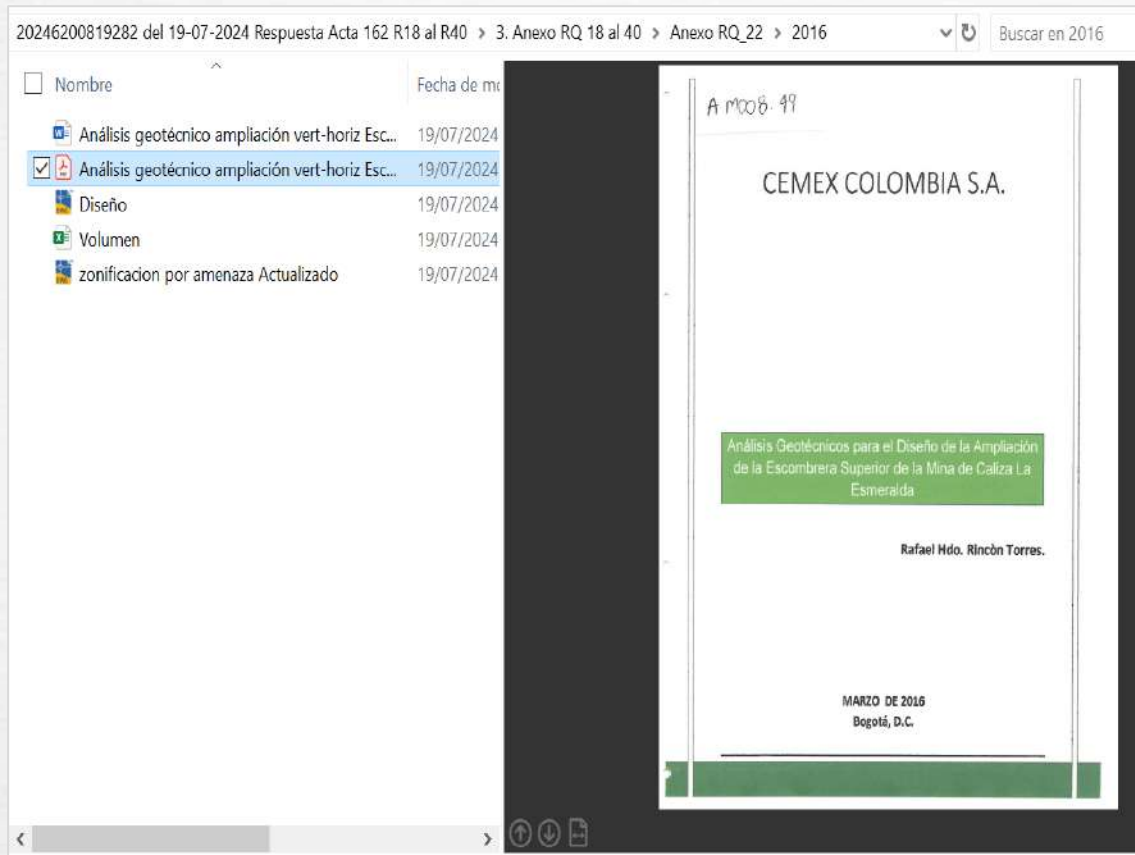 20246200819282 del 19-07-2024 Respuesta Acta 162 R18 al R40 > 3. Anexo RQ 18 al 40 > Anexo RQ_22 > 2016
Buscar en 2016
Nombre
Fecha de mo
Análisis geotécnico ampliación vert-horiz Esc... 19/07/2024
Análisis geotécnico ampliación vert-horiz Esc... 19/07/2024
Diseño 19/07/2024
Volumen 19/07/2024
zonificacion por amenaza Actualizado 19/07/2024
A M008-49
CEMEX COLOMBIA S.A.
Análisis Geotécnicos para el Diseño de la Ampliación
de la Escombrera Superior de la Mina de Caliza La
Esmeralda
Rafael Hdo. Rincòn Torres.
MARZO DE 2016
Bogotá, D.C.